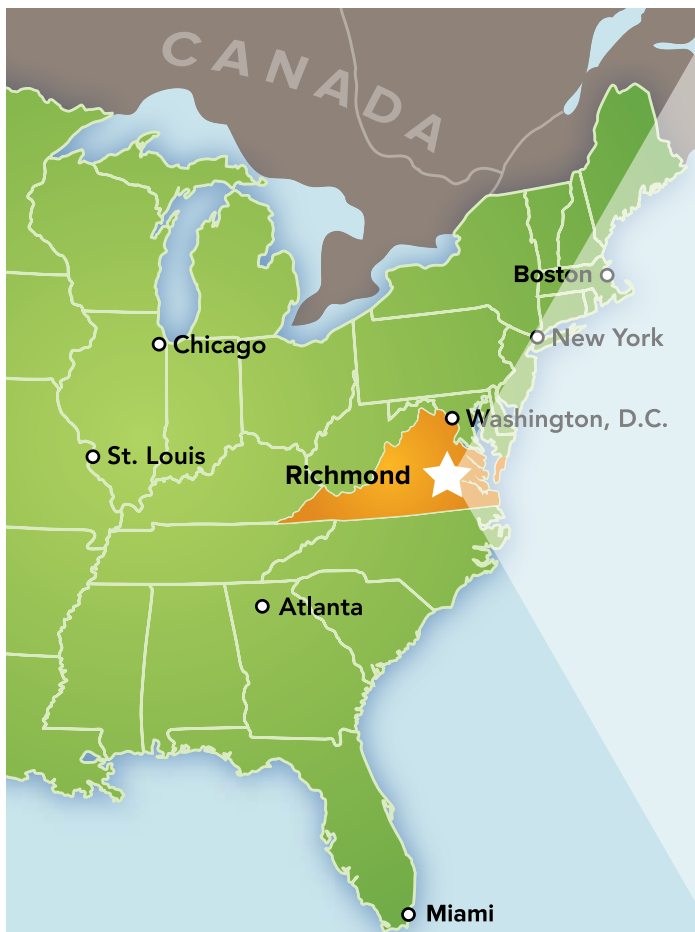 CANADA
Boston
New York
Chicago
Washington, D.C.
St. Louis
Richmond
Atlanta
Miami